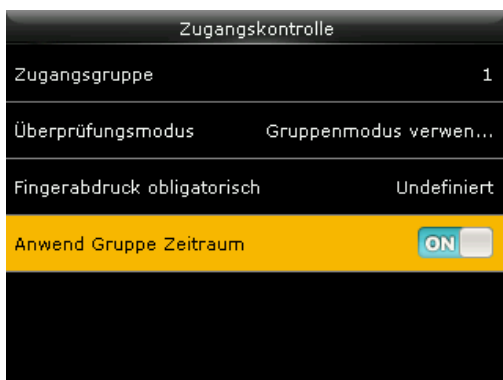 Zugangskontrolle
Zugangsgruppe 1
Überprüfungsmodus Gruppenmodus verwen...
Fingerabdruck obligatorisch Undefiniert
Anwend Gruppe Zeitraum ON